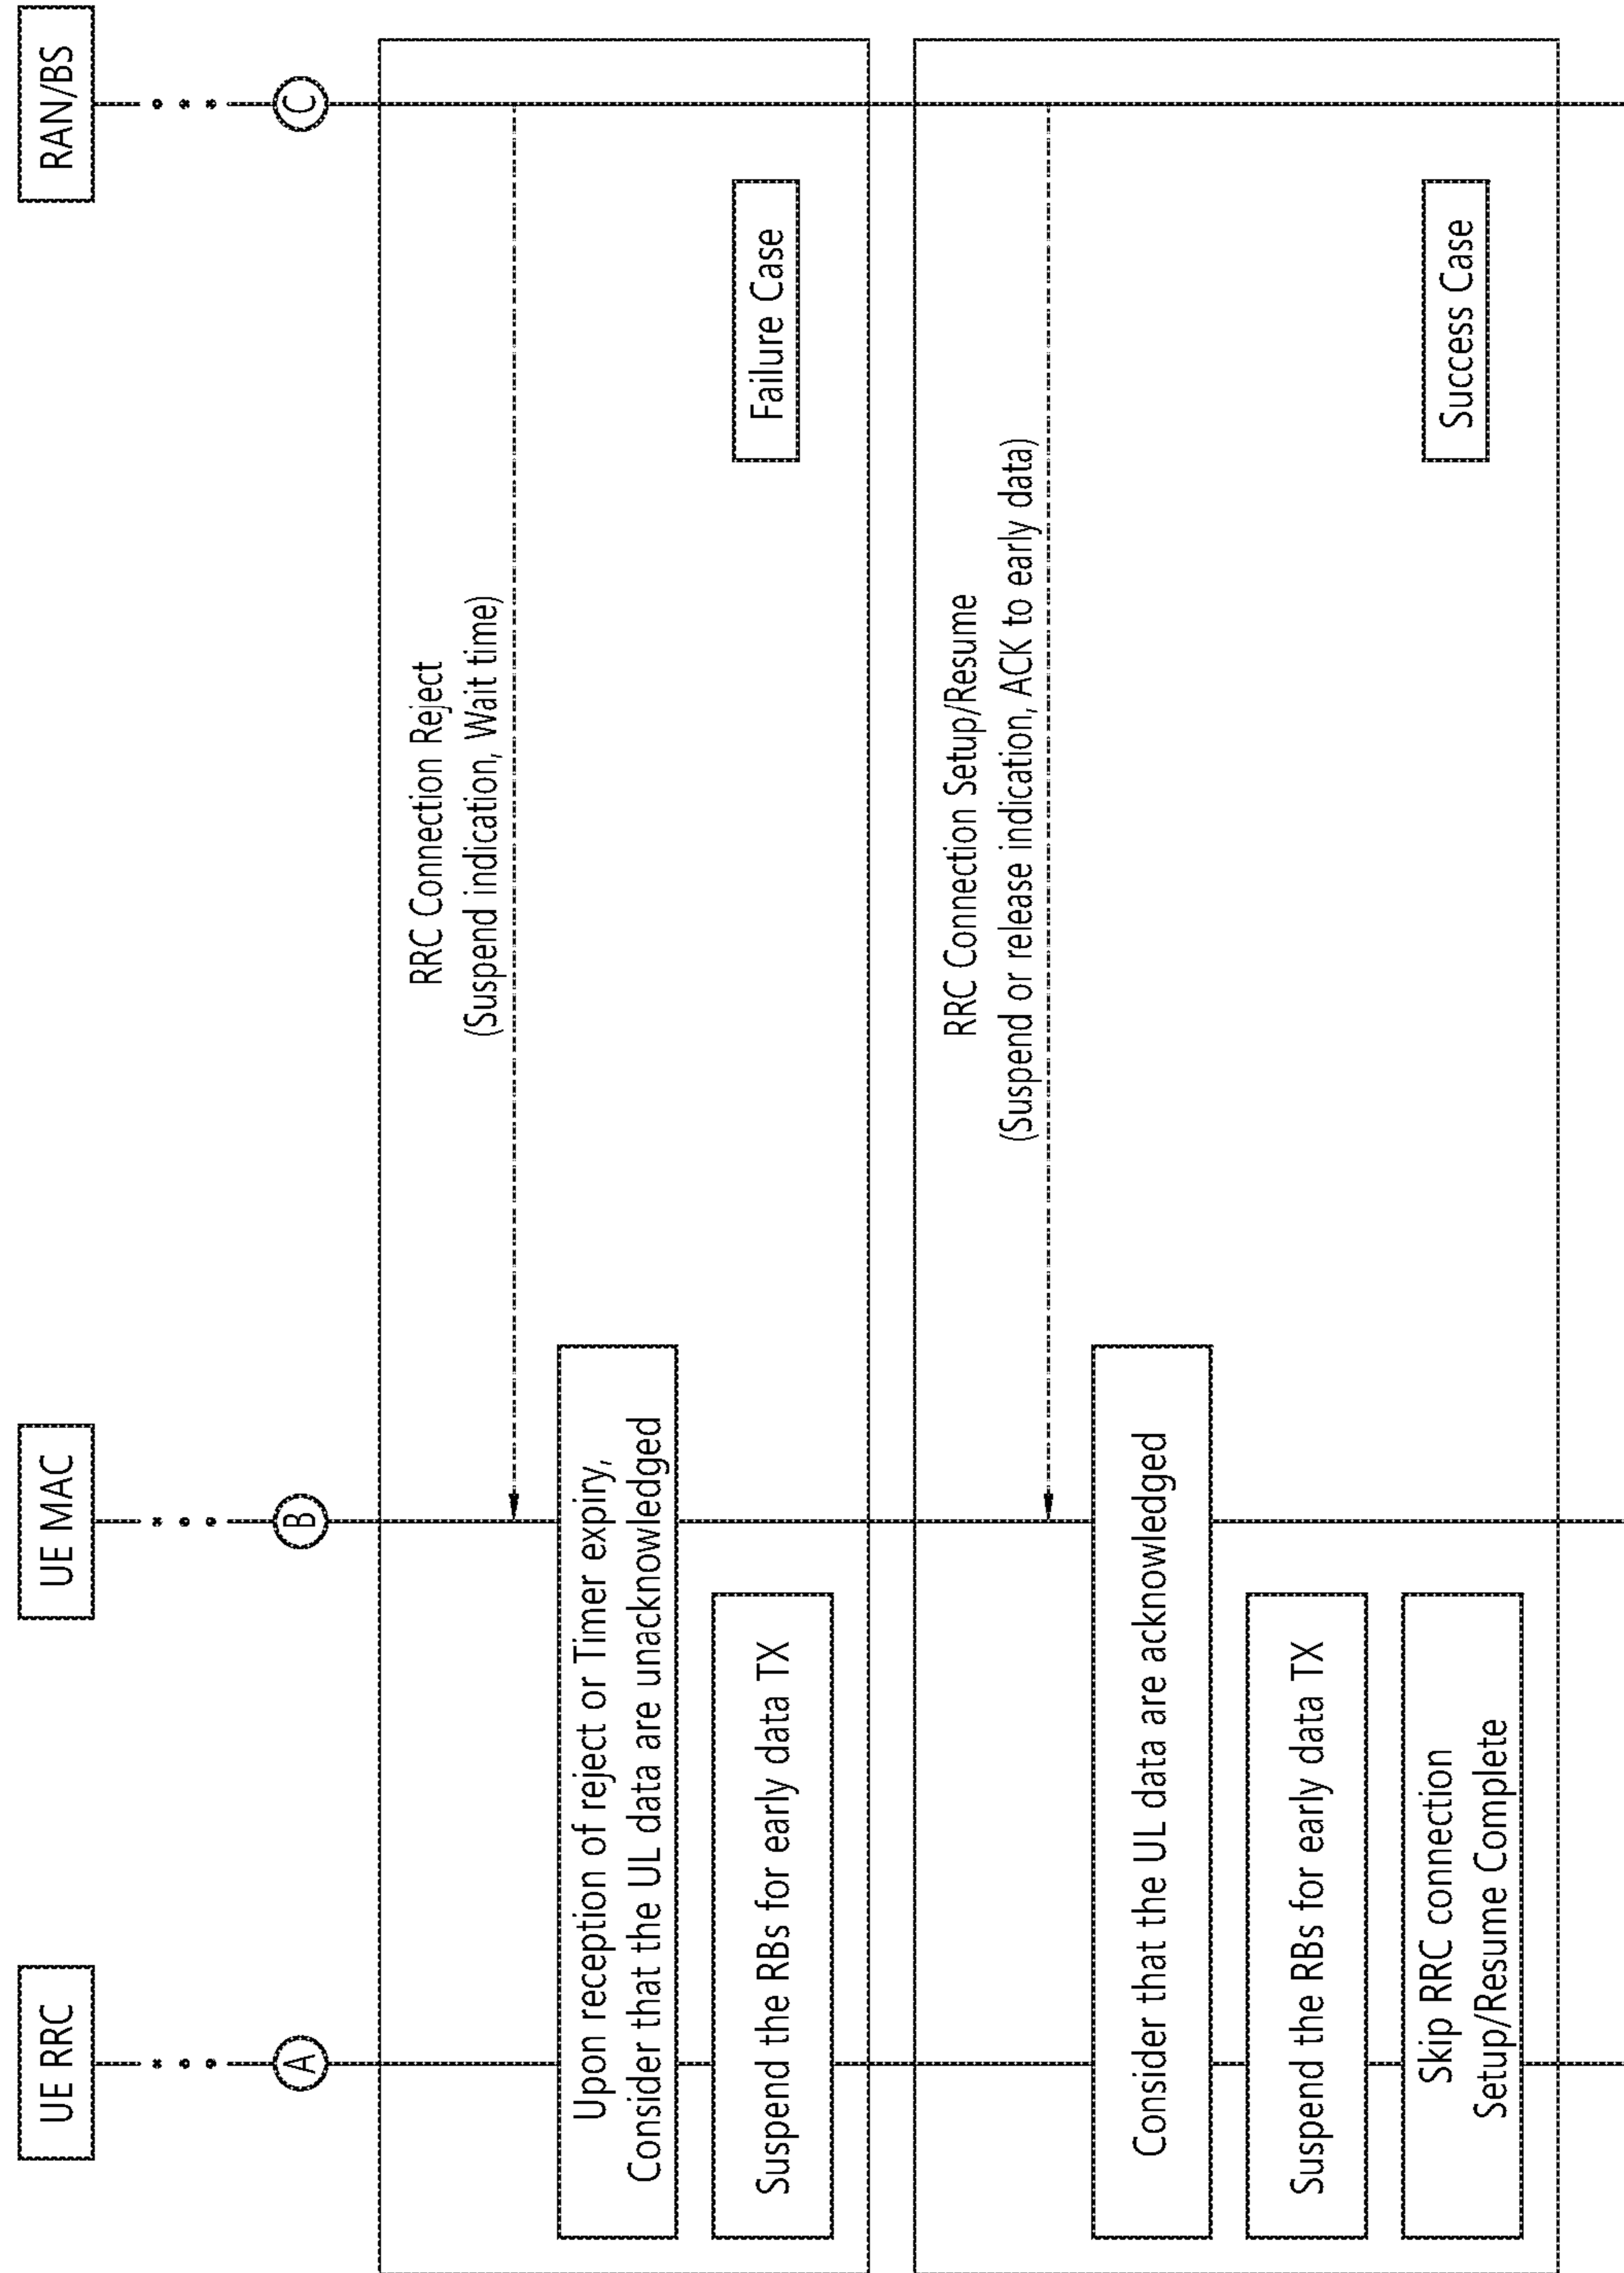 UE RRC
UE MAC
RAN/BS
A
B
C
RRC Connection Reject
(Suspend indication, Wait time)
Upon reception of reject or Timer expiry,
Consider that the UL data are unacknowledged
Suspend the RBs for early data TX
Failure Case
RRC Connection Setup/Resume
(Suspend or release indication, ACK to early data)
Consider that the UL data are acknowledged
Suspend the RBs for early data TX
Skip RRC connection
Setup/Resume Complete
Success Case